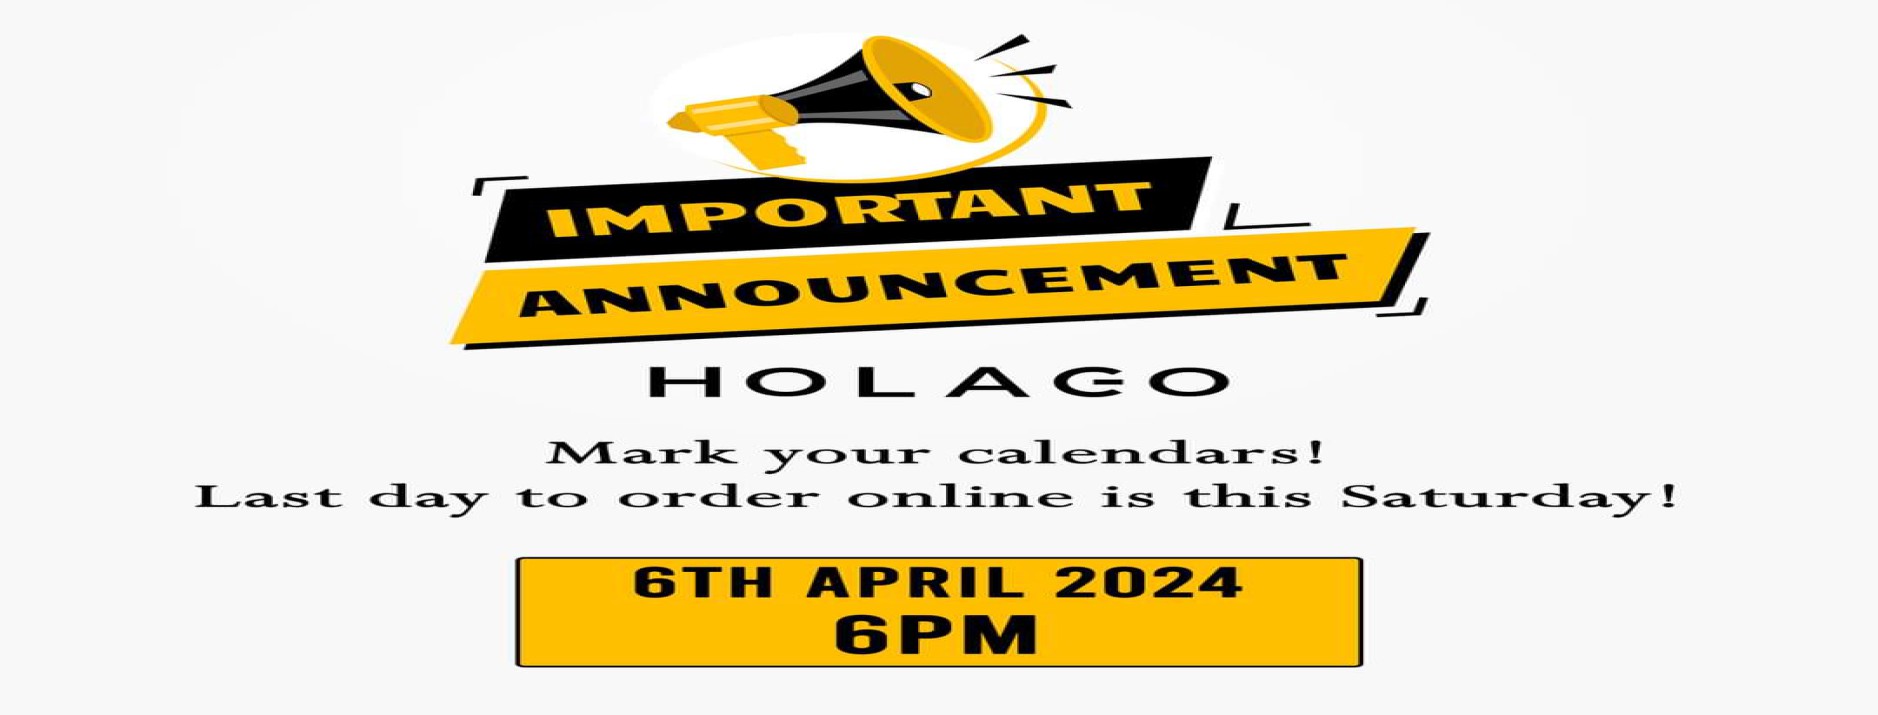 IMPORTANT
ANNOUNCEMENT
HOLAGO
Mark your calendars!
Last day to order online is this Saturday!
6TH APRIL 2024
6PM